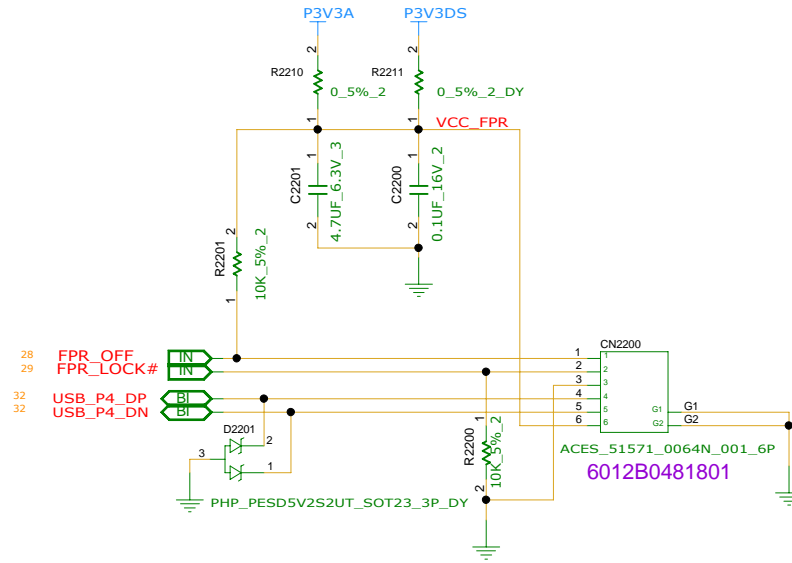 P3V3A P3V3DS
2 2
R2210 R2211
0_5%_2 0_5%_2_DY
1 1
VCC_FPR
1 1
C2201 4.7UF_6.3V_3 C2200 0.1UF_16V_2
2 2
2
R2201 10K_5%_2
1
CN2200
28 FPR_OFF IN 1 1
29 FPR_LOCK# IN 2 2
3 3
32 USB_P4_DP BI 4 4
32 USB_P4_DN BI 5 5 G1 G1
6 6 G2 G2
D2201
2
3
1
1
R2200 10K_5%_2
2
ACES_51571_0064N_001_6P
6012B0481801
PHP_PESD5V2S2UT_SOT23_3P_DY